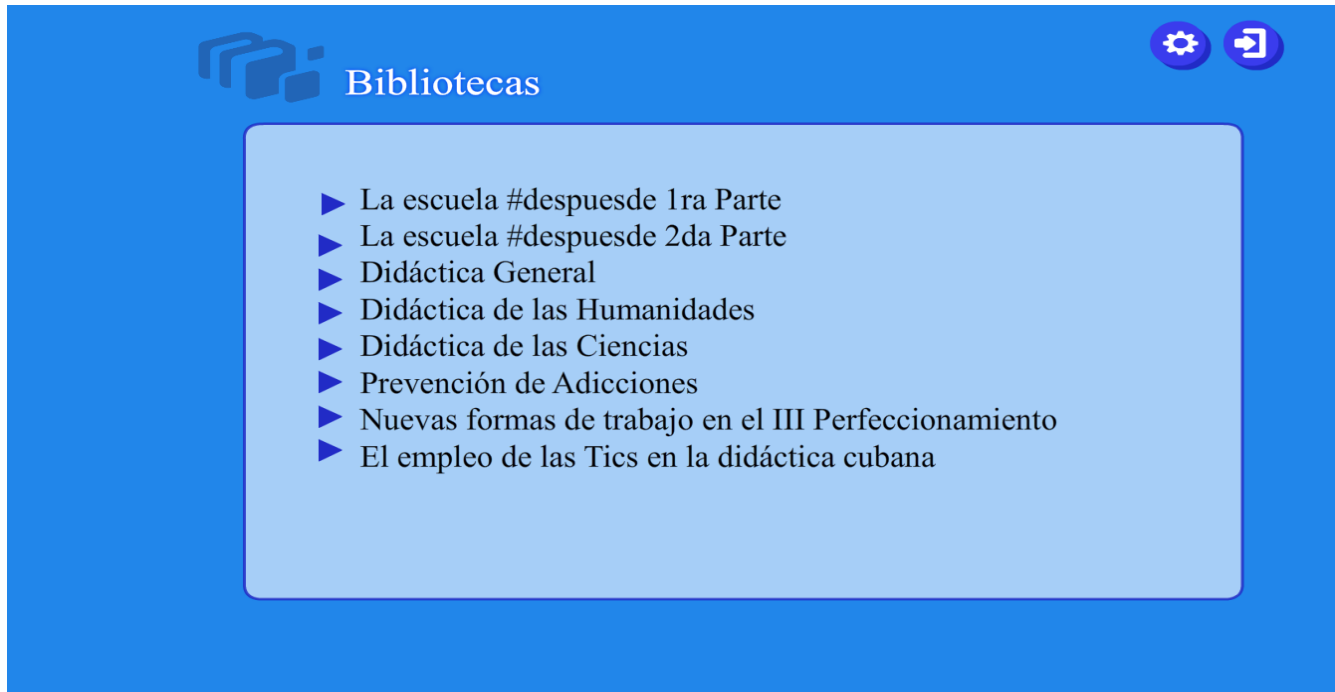 Bibliotecas
La escuela #despuesde 1ra Parte
La escuela #despuesde 2da Parte
Didáctica General
Didáctica de las Humanidades
Didáctica de las Ciencias
Prevención de Adicciones
Nuevas formas de trabajo en el III Perfeccionamiento
El empleo de las Tics en la didáctica cubana